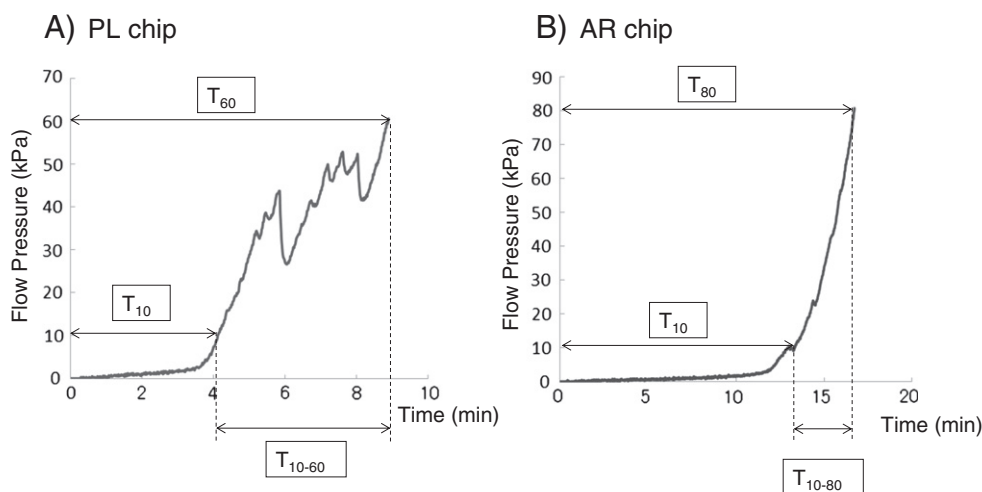 A) PL chip
70
60
50
40
30
20
10
0
Flow Pressure (kPa)
T60
T10
0 2 4 6 8 10
Time (min)
T10-60
B) AR chip
90
80
70
60
50
40
30
20
10
0
Flow Pressure (kPa)
T80
T10
0 5 10 15 20
Time (min)
T10-80